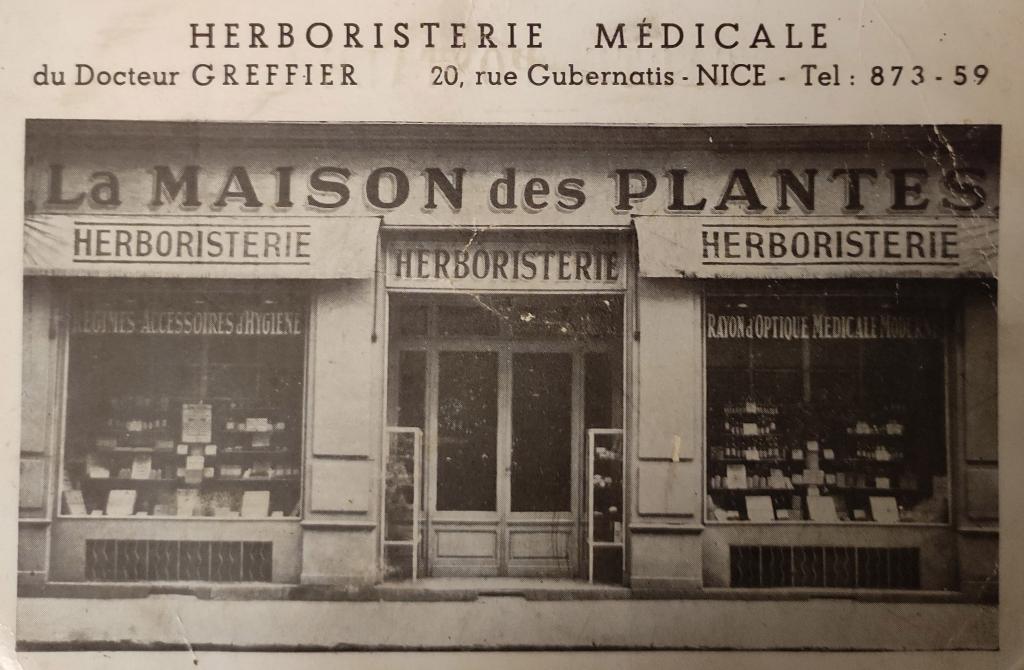 HERBORISTERIE MÉDICALE
du Docteur GREFFIER 20, rue Gubernatis - NICE - Tel : 873 - 59
La MAISON des PLANTES
HERBORISTERIE HERBORISTERIE HERBORISTERIE
RÉGIMES ACCESSOIRES d'HYGIÈNE RAYON d'OPTIQUE MÉDICALE MODERNE